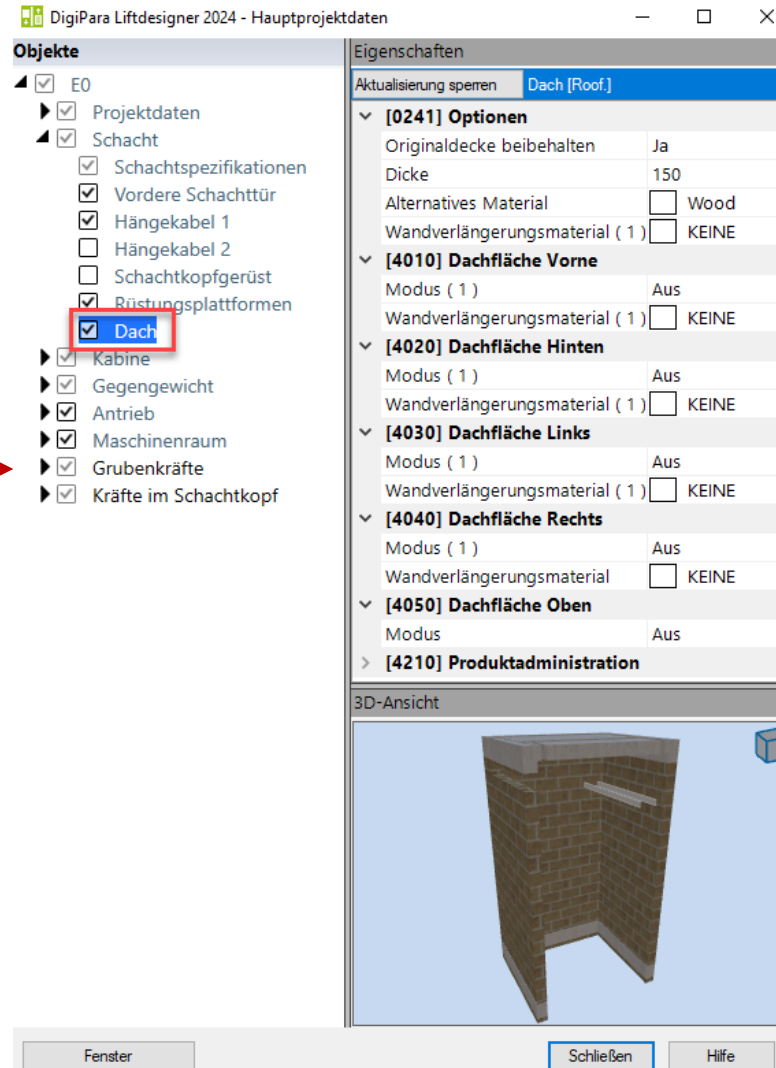 DigiPara Liftdesigner 2024 - Hauptprojektdaten
Objekte
E0
Projektdaten
Schacht
Schachtspezifikationen
Vordere Schachttür
Hängekabel 1
Hängekabel 2
Schachtkopfgerüst
Rüstungsplattformen
Dach
Kabine
Gegengewicht
Antrieb
Maschinenraum
Grubenkräfte
Kräfte im Schachtkopf
Eigenschaften
Aktualisierung sperren Dach [Roof.]
[0241] Optionen
Originaldecke beibehalten Ja
Dicke 150
Alternatives Material Wood
Wandverlängerungsmaterial ( 1 ) KEINE
[4010] Dachfläche Vorne
Modus ( 1 ) Aus
Wandverlängerungsmaterial ( 1 ) KEINE
[4020] Dachfläche Hinten
Modus ( 1 ) Aus
Wandverlängerungsmaterial ( 1 ) KEINE
[4030] Dachfläche Links
Modus ( 1 ) Aus
Wandverlängerungsmaterial ( 1 ) KEINE
[4040] Dachfläche Rechts
Modus ( 1 ) Aus
Wandverlängerungsmaterial KEINE
[4050] Dachfläche Oben
Modus Aus
[4210] Produktadministration
3D-Ansicht
Fenster Schließen Hilfe